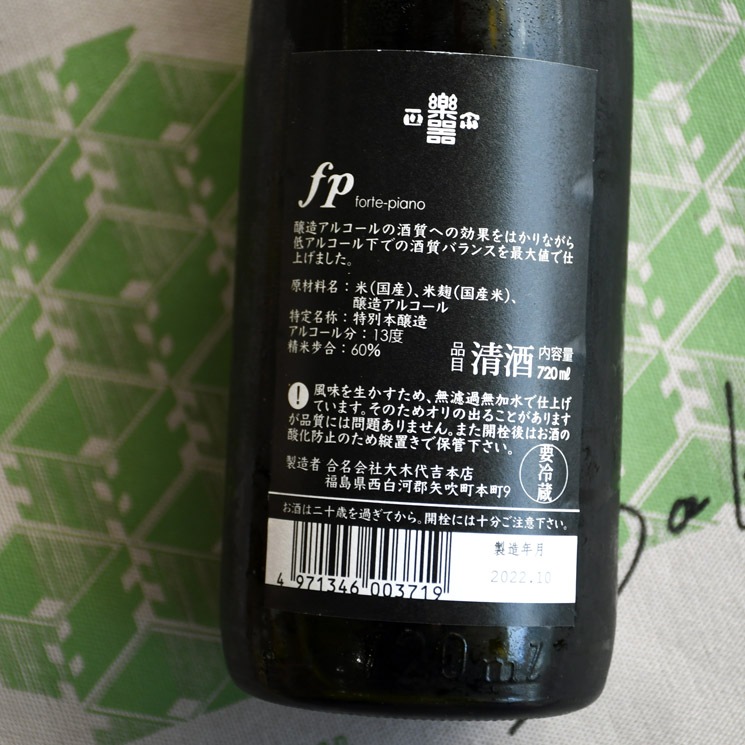 樂器正宗
fp forte-piano
醸造アルコールの酒質への効果をはかりながら
低アルコール下での酒質バランスを最大値で仕
上げました。
原材料名：米(国産)、米麹(国産米)、
醸造アルコール
特定名称：特別本醸造
アルコール分：13度
精米歩合：60%
品目 清酒 内容量 720㎖
! 風味を生かすため、無濾過無加水で仕上げ
ています。そのためオリの出ることがあります
が品質には問題ありません。また開栓後はお酒の
酸化防止のため縦置きで保管下さい。
要冷蔵
製造者 合名会社大木代吉本店
福島県西白河郡矢吹町本町9
お酒は二十歳を過ぎてから。開栓には十分ご注意下さい。
製造年月
2022.10
4 971346 003719
720ml